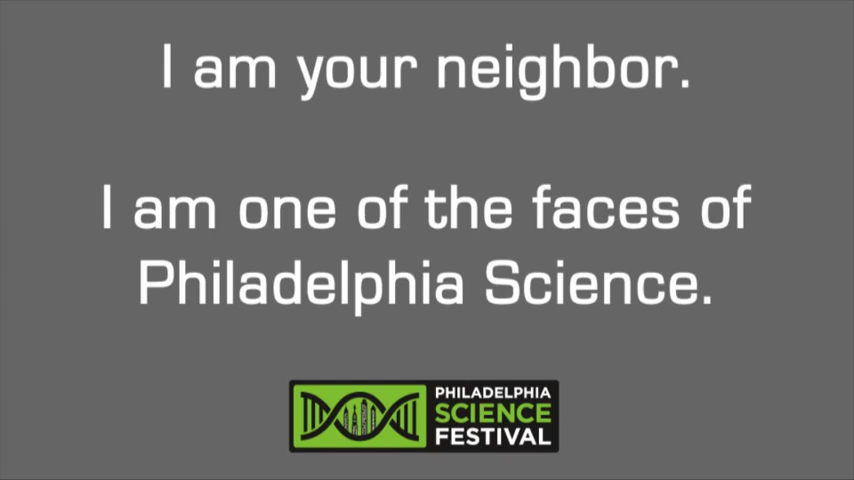 I am your neighbor.
I am one of the faces of
Philadelphia Science.
PHILADELPHIA
SCIENCE
FESTIVAL